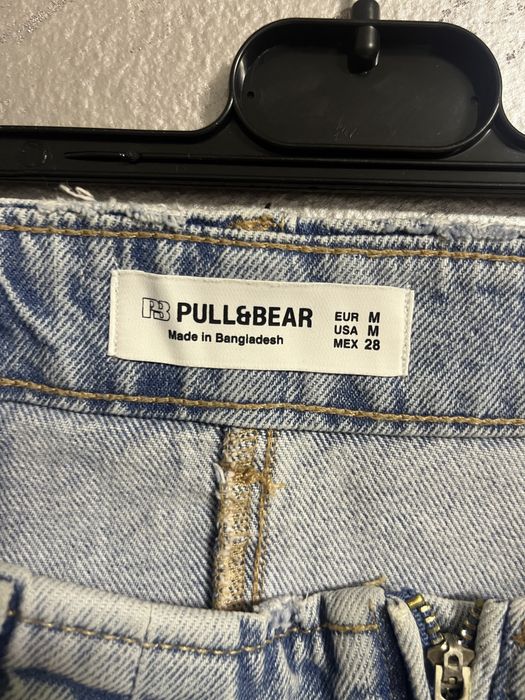 PB PULL&BEAR
Made in Bangladesh
EUR M
USA M
MEX 28